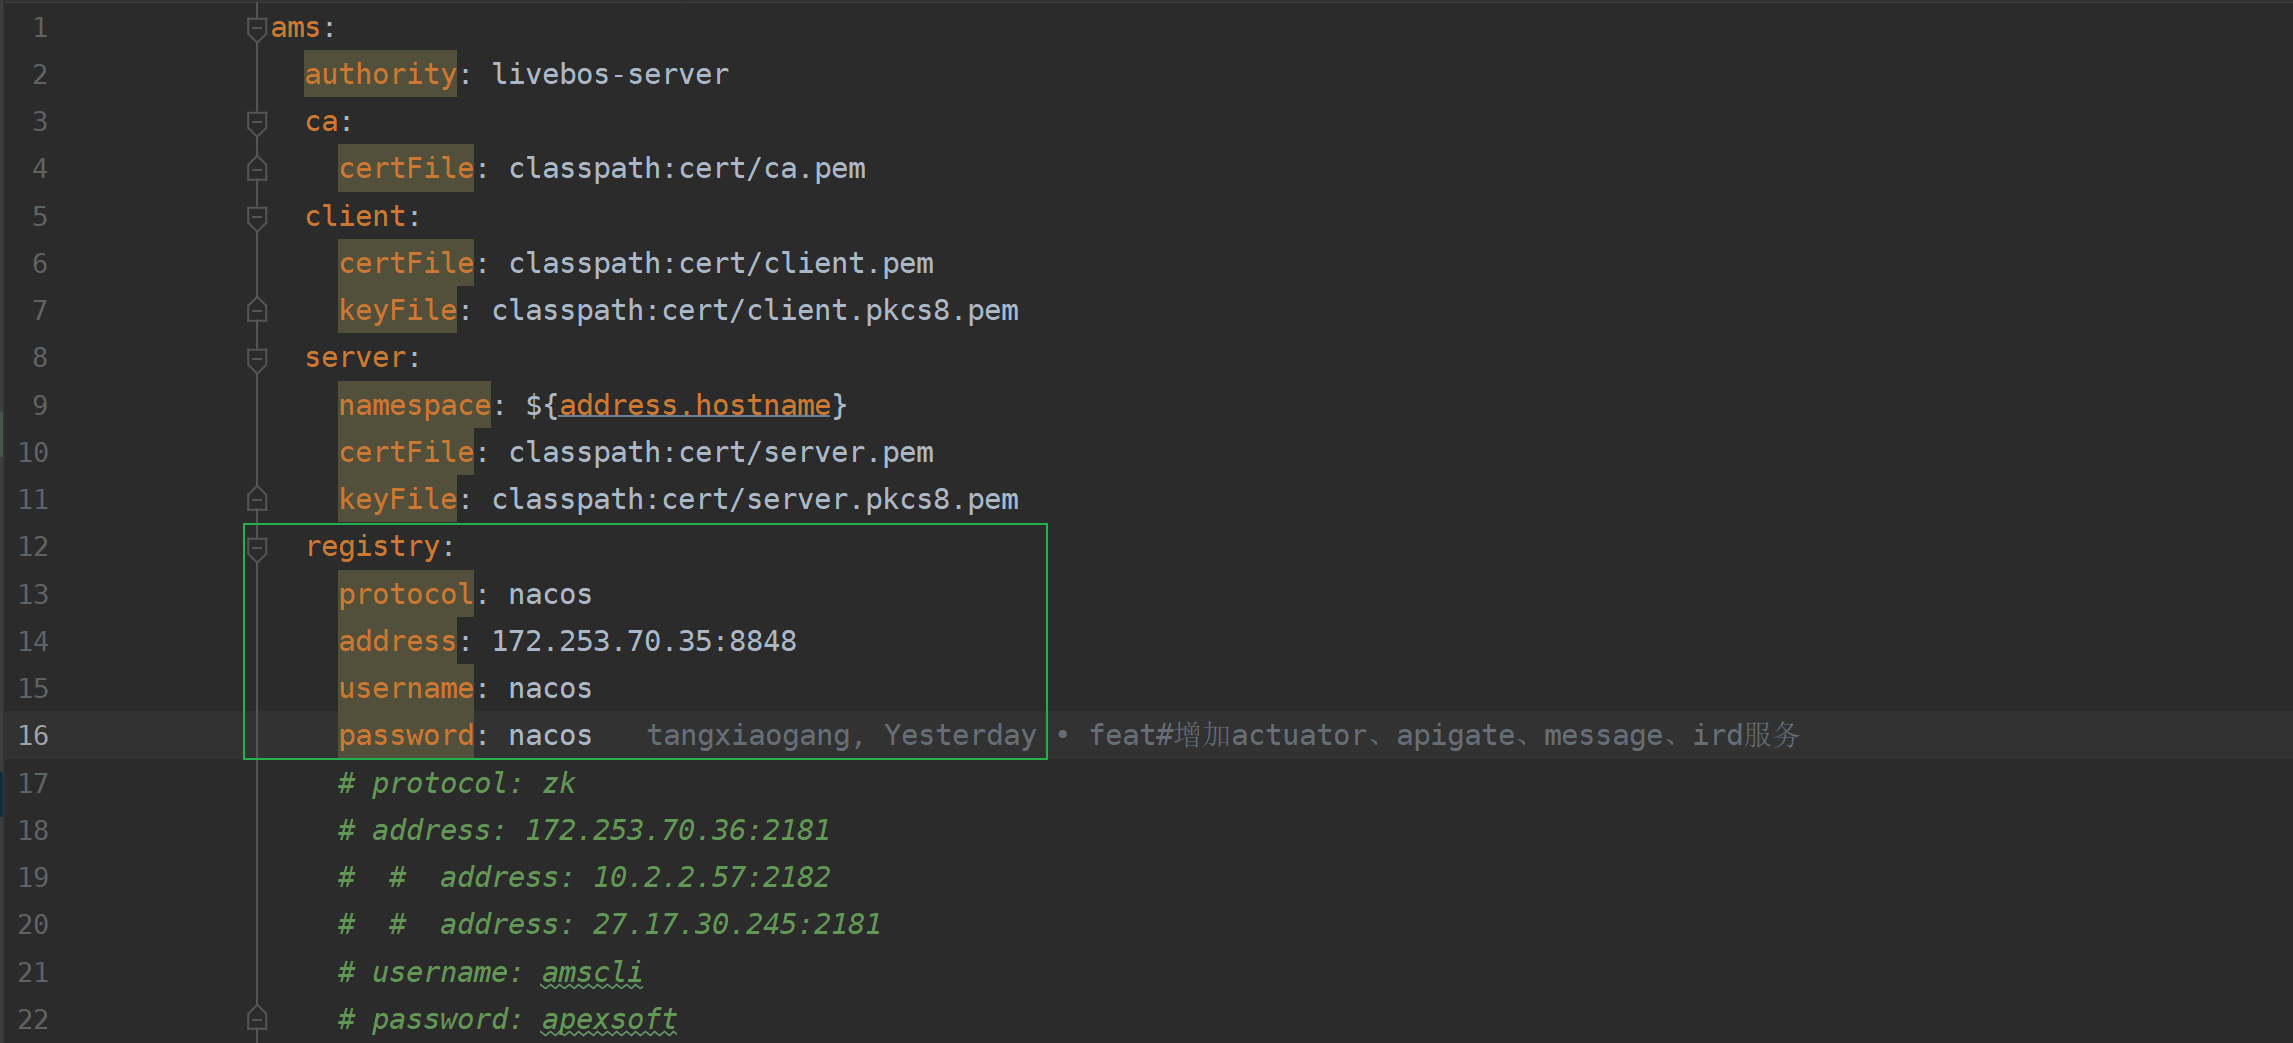 1 ams:
2 authority: livebos-server
3 ca:
4 certFile: classpath:cert/ca.pem
5 client:
6 certFile: classpath:cert/client.pem
7 keyFile: classpath:cert/client.pkcs8.pem
8 server:
9 namespace: ${address.hostname}
10 certFile: classpath:cert/server.pem
11 keyFile: classpath:cert/server.pkcs8.pem
12 registry:
13 protocol: nacos
14 address: 172.253.70.35:8848
15 username: nacos
16 password: nacos tangxiaogang, Yesterday • feat#增加actuator、apigate、message、ird服务
17 # protocol: zk
18 # address: 172.253.70.36:2181
19 # # address: 10.2.2.57:2182
20 # # address: 27.17.30.245:2181
21 # username: amscli
22 # password: apexsoft